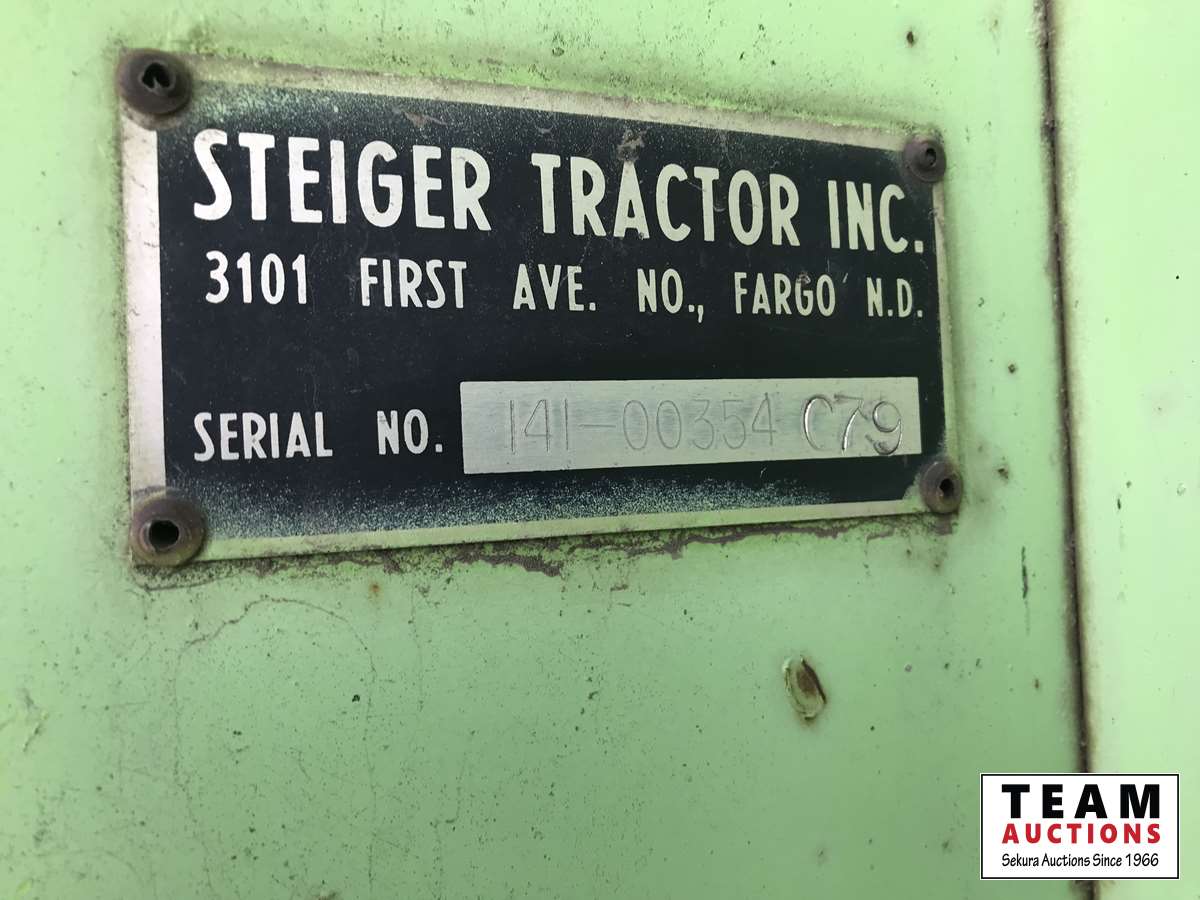 STEIGER TRACTOR INC.
3101 FIRST AVE. NO., FARGO N.D.
SERIAL NO. 141-00354 C79
TEAM
AUCTIONS
Sekura Auctions Since 1966